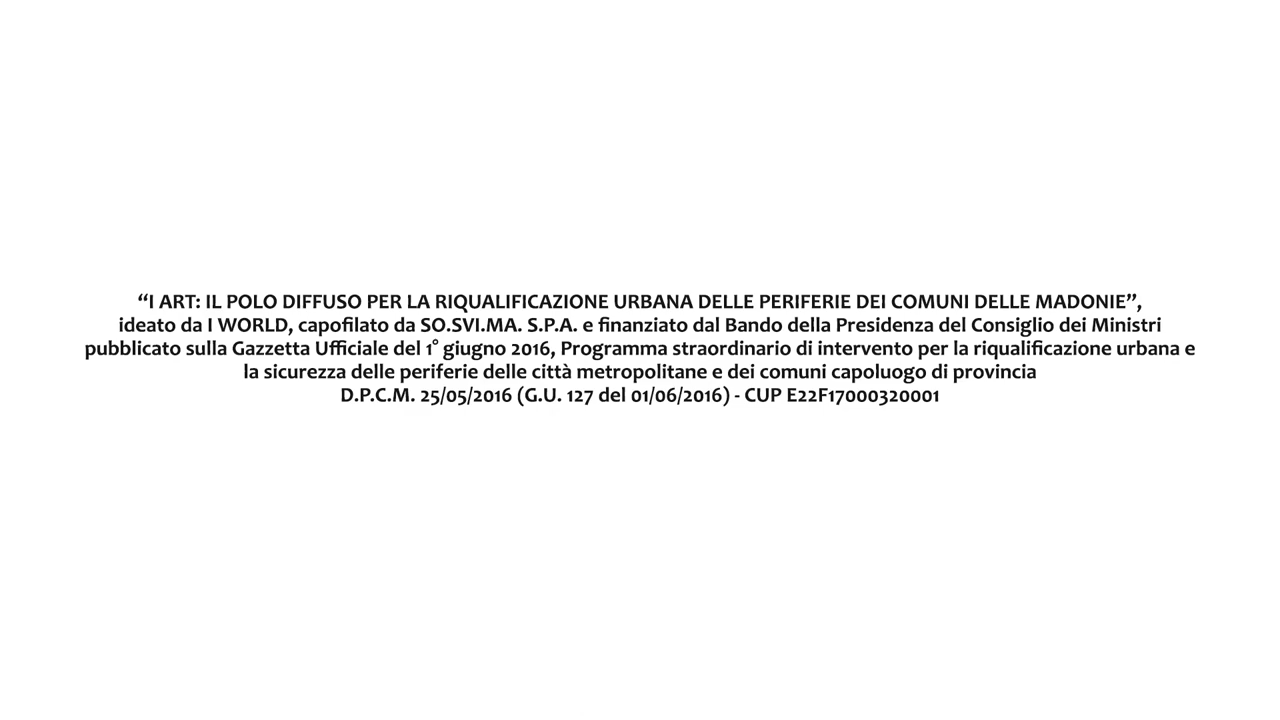 “I ART: IL POLO DIFFUSO PER LA RIQUALIFICAZIONE URBANA DELLE PERIFERIE DEI COMUNI DELLE MADONIE”,
ideato da I WORLD, capofilato da SO.SVI.MA. S.P.A. e finanziato dal Bando della Presidenza del Consiglio dei Ministri
pubblicato sulla Gazzetta Ufficiale del 1° giugno 2016, Programma straordinario di intervento per la riqualificazione urbana e
la sicurezza delle periferie delle città metropolitane e dei comuni capoluogo di provincia
D.P.C.M. 25/05/2016 (G.U. 127 del 01/06/2016) - CUP E22F17000320001